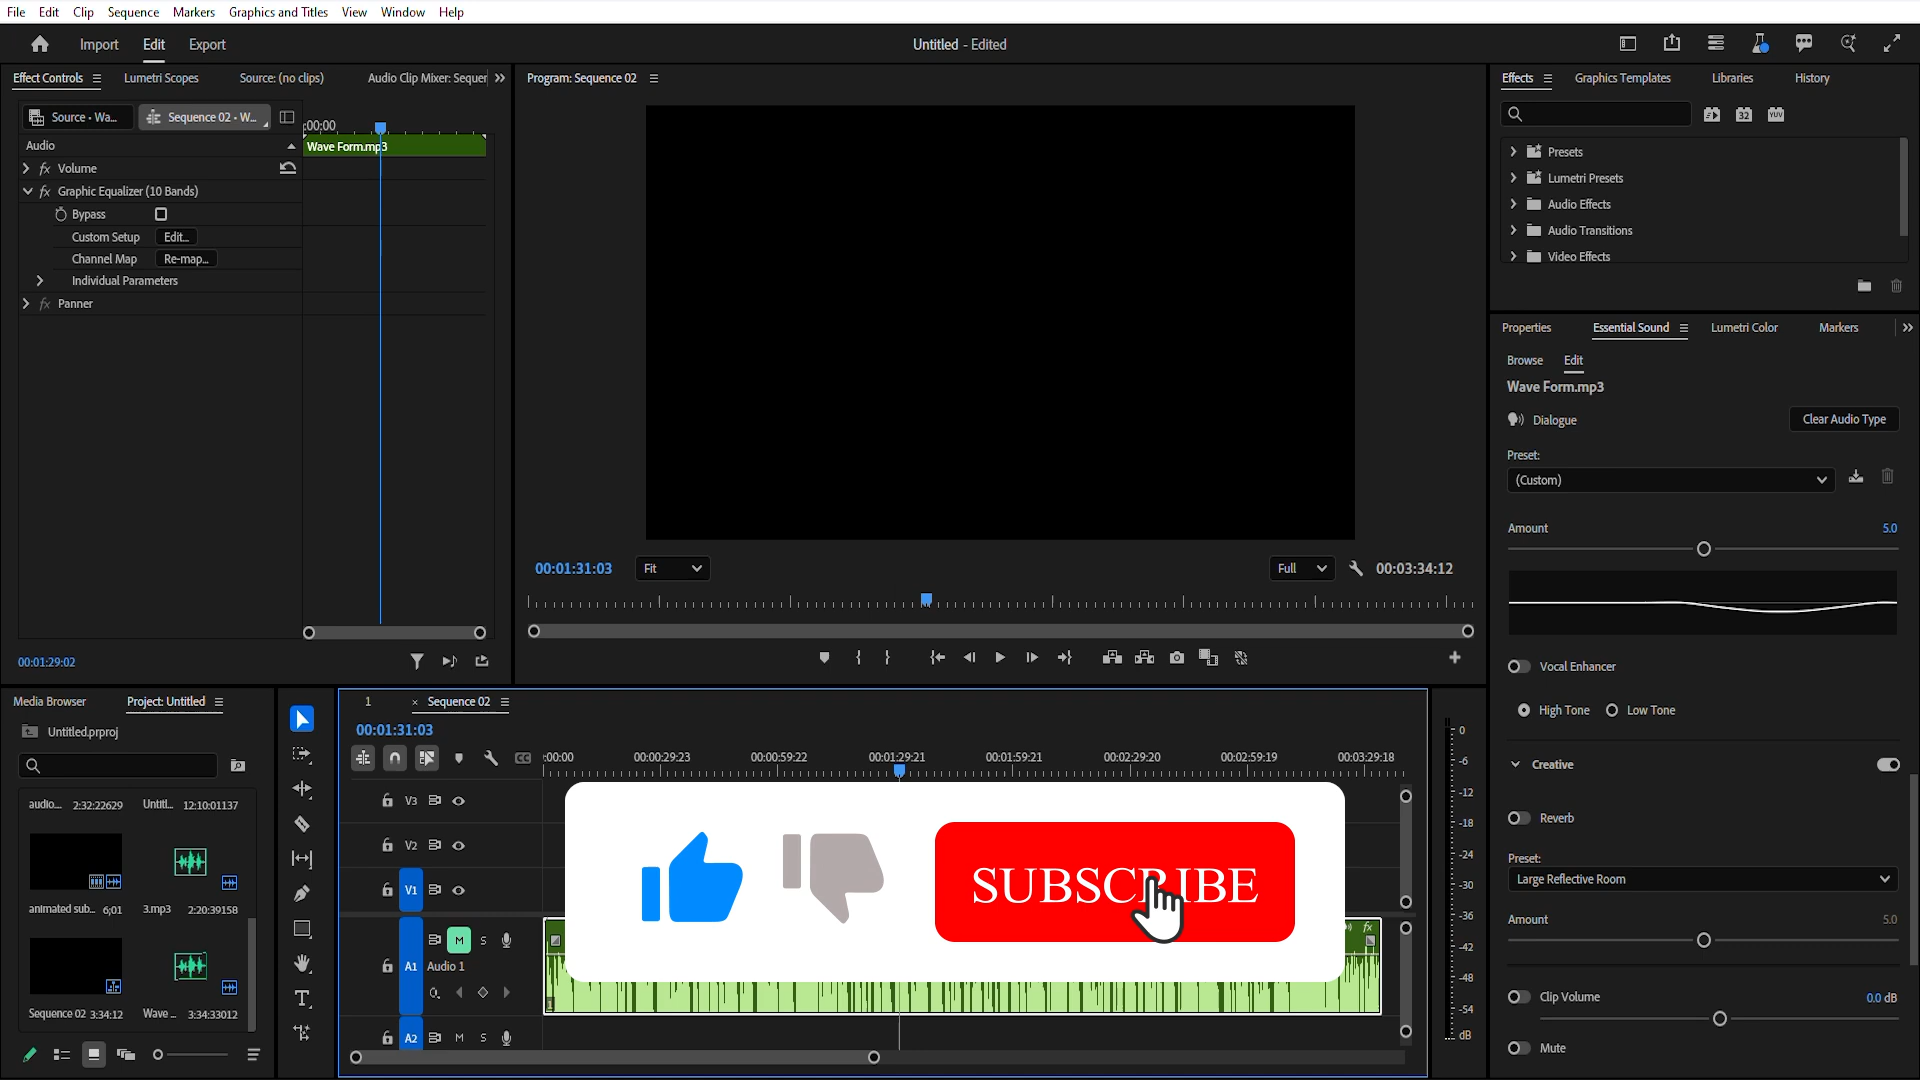 File Edit Clip Sequence Markers Graphics and Titles View Window Help
Import Edit Export
Untitled - Edited
Effect Controls Lumetri Scopes Source: (no clips) Audio Clip Mixer: Sequer
Program: Sequence 02
Effects Graphics Templates Libraries History
Source • Wa...
Sequence 02 • W...
:00:00
Audio
Wave Form.mp3
fx Volume
fx Graphic Equalizer (10 Bands)
Bypass
Custom Setup Edit...
Channel Map Re-map...
Individual Parameters
fx Panner
00:01:29:02
00:01:31:03
Fit
Full
00:03:34:12
32
YUV
Presets
Lumetri Presets
Audio Effects
Audio Transitions
Video Effects
Properties Essential Sound Lumetri Color Markers
Browse Edit
Wave Form.mp3
Dialogue
Clear Audio Type
Preset:
(Custom)
Amount 5.0
Vocal Enhancer
High Tone Low Tone
Creative
Reverb
Preset:
Large Reflective Room
Amount 5.0
Clip Volume 0.0 dB
Mute
Media Browser Project: Untitled
Untitled.prproj
audio... 2:32:22629 Untitl... 12:10:01137
animated sub... 6;01 3.mp3 2:20:39158
Sequence 02 3:34:12 Wave ... 3:34:33012
1 × Sequence 02
00:01:31:03
CC
:00:00 00:00:29:23 00:00:59:22 00:01:29:21 00:01:59:21 00:02:29:20 00:02:59:19 00:03:29:18
V3
V2
V1
M S
A1 Audio 1
A2 M S
fx
SUBSCRIBE
0
-6
-12
-18
-24
-30
-36
-42
-48
-54
dB